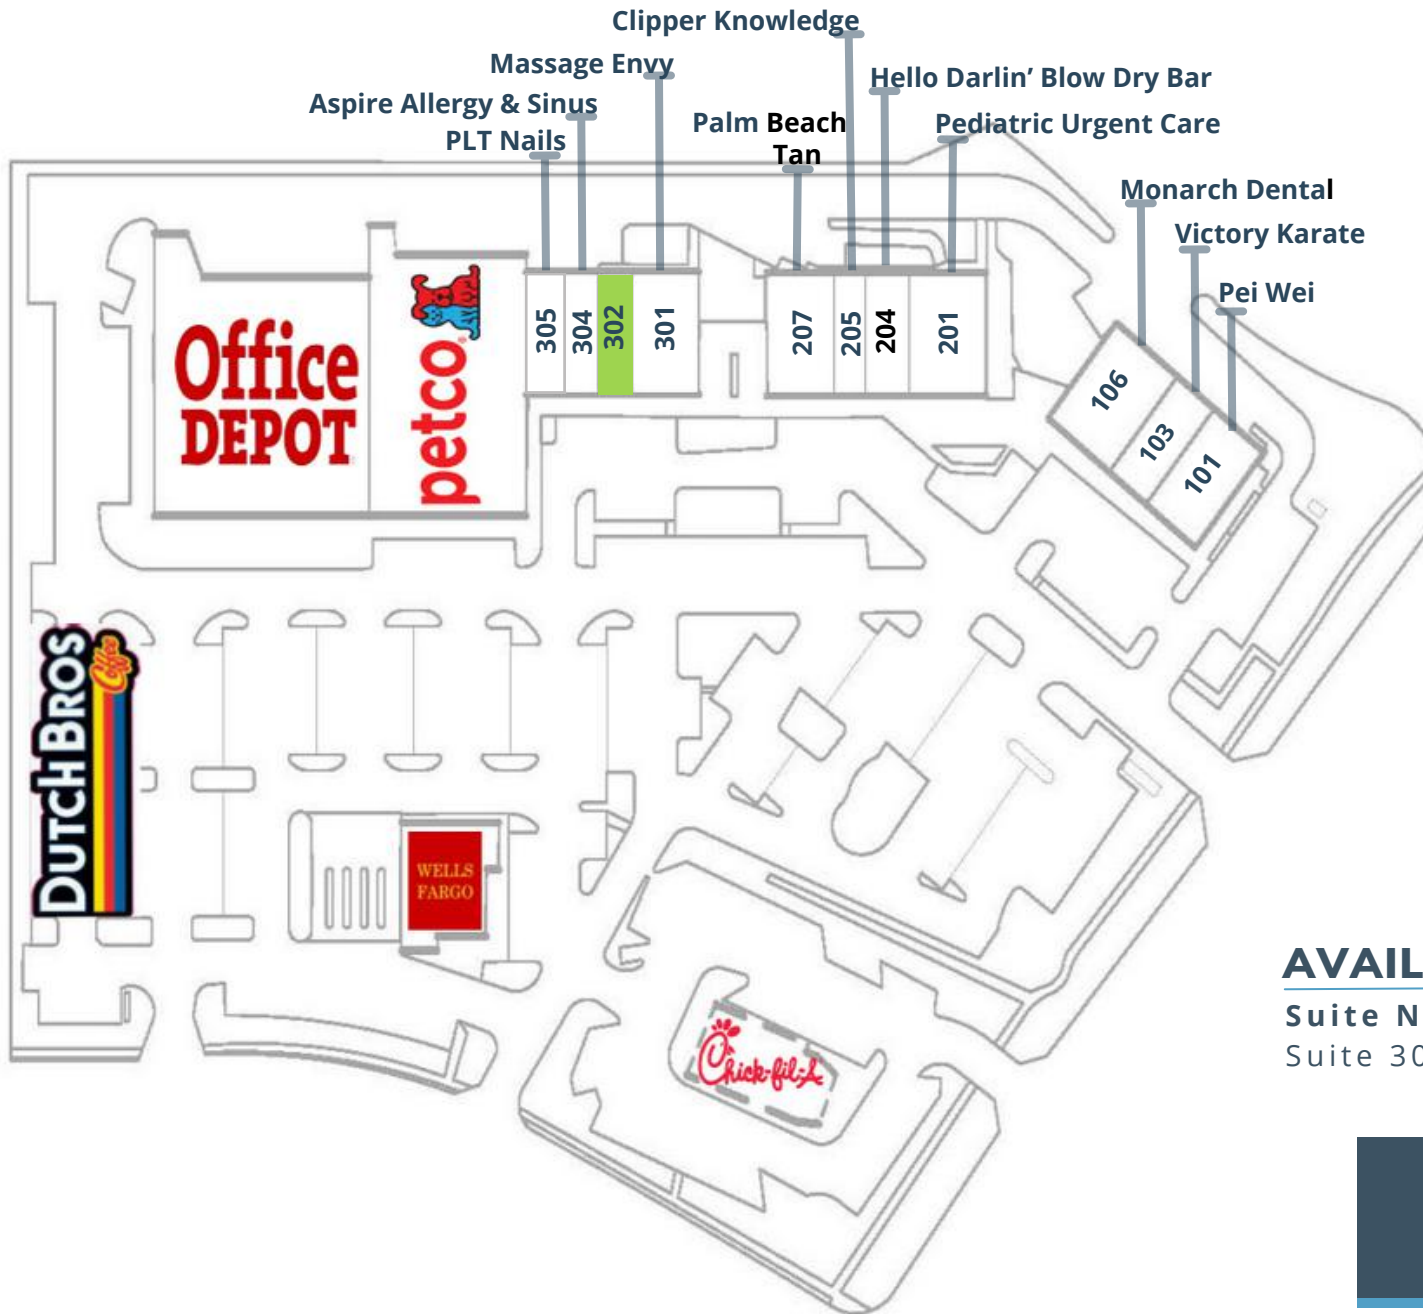 Clipper Knowledge
Massage Envy
Hello Darlin’ Blow Dry Bar
Aspire Allergy & Sinus
Palm Beach
Tan
Pediatric Urgent Care
PLT Nails
Monarch Dental
Victory Karate
Pei Wei
Office
DEPOT
petco
305
304
302
301
207
205
204
201
106
103
101
DUTCH BROS
Coffee
WELLS
FARGO
Chick-fil-A
AVAIL
Suite N
Suite 30